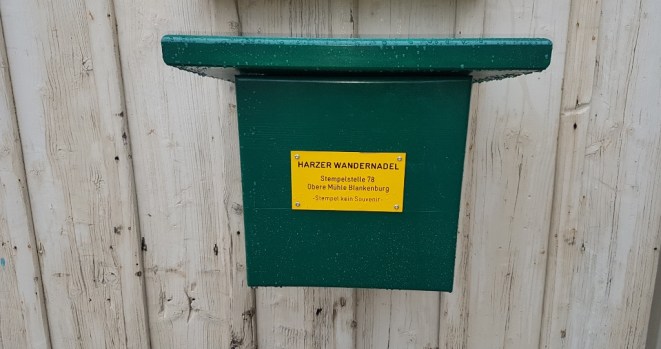 HARZER WANDERNADEL
Stempelstelle 78
Obere Mühle Blankenburg
-Stempel kein Souvenir-